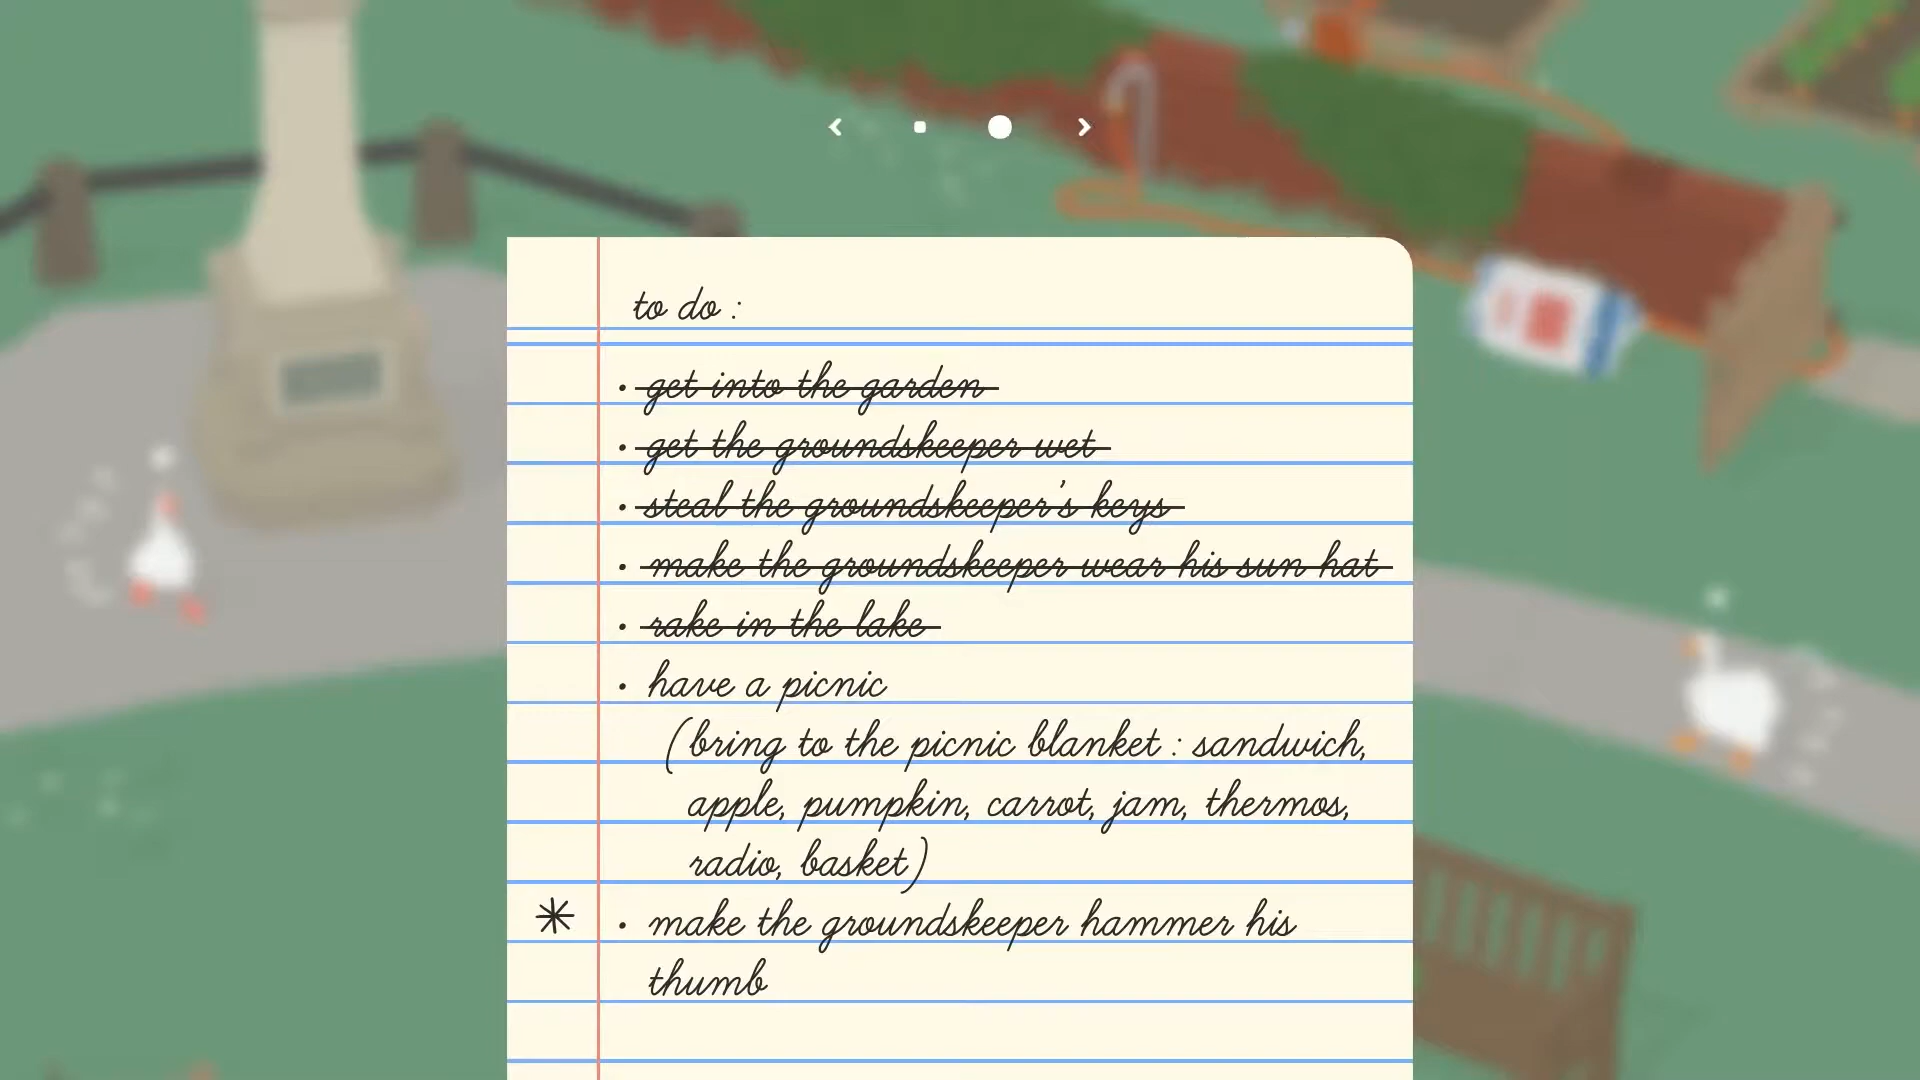 to do :
• get into the garden
• get the groundskeeper wet
• steal the groundskeeper's keys
• make the groundskeeper wear his sun hat
• rake in the lake
• have a picnic
(bring to the picnic blanket : sandwich,
apple, pumpkin, carrot, jam, thermos,
radio, basket)
• make the groundskeeper hammer his
thumb